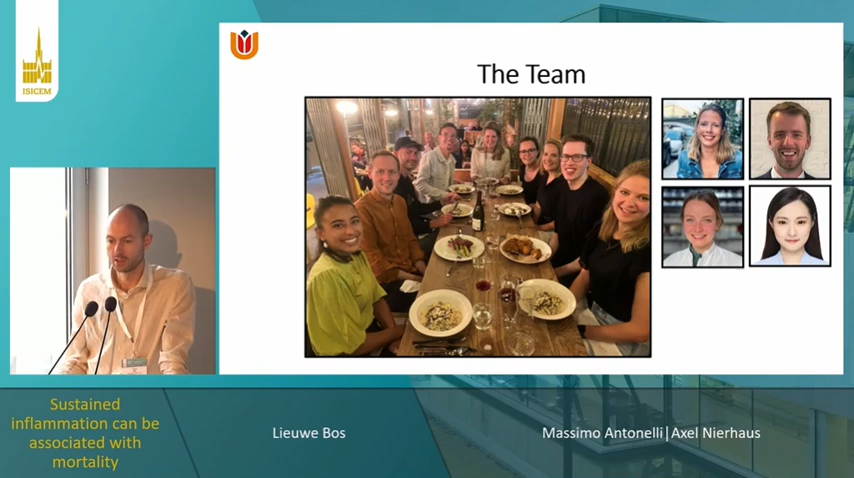 ISICEM
The Team
Sustained
inflammation can be
associated with
mortality
Lieuwe Bos
Massimo Antonelli|Axel Nierhaus